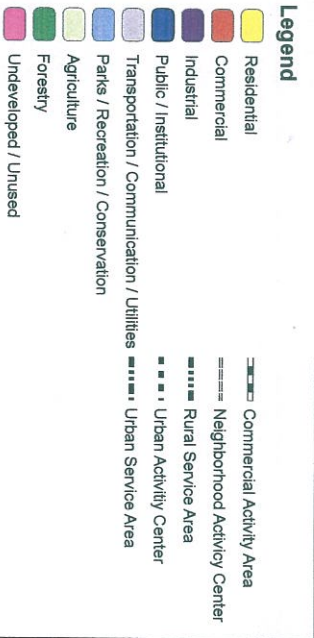 Legend
Residential
Commercial
Industrial
Public / Institutional
Transportation / Communication / Utilities
Parks / Recreation / Conservation
Agriculture
Forestry
Undeveloped / Unused
Commercial Activity Area
Neighborhood Activicy Center
Rural Service Area
Urban Activitiy Center
Urban Service Area